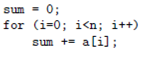 sum = 0;
for (i=0; i<n; i++)
    sum += a[i];